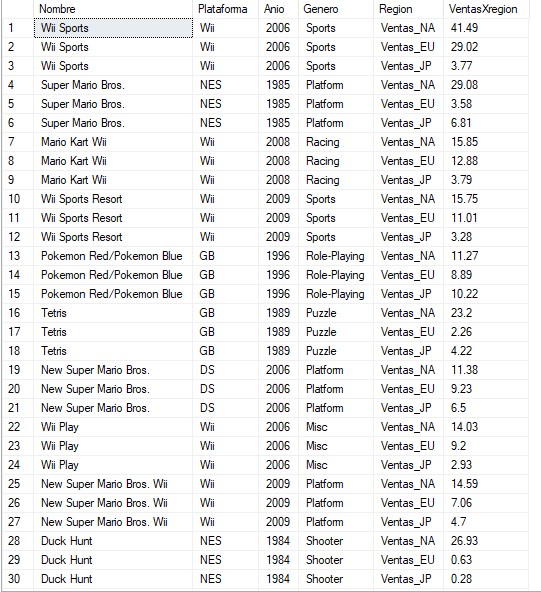 Nombre Plataforma Anio Genero Region VentasXregion
1 Wii Sports Wii 2006 Sports Ventas_NA 41.49
2 Wii Sports Wii 2006 Sports Ventas_EU 29.02
3 Wii Sports Wii 2006 Sports Ventas_JP 3.77
4 Super Mario Bros. NES 1985 Platform Ventas_NA 29.08
5 Super Mario Bros. NES 1985 Platform Ventas_EU 3.58
6 Super Mario Bros. NES 1985 Platform Ventas_JP 6.81
7 Mario Kart Wii Wii 2008 Racing Ventas_NA 15.85
8 Mario Kart Wii Wii 2008 Racing Ventas_EU 12.88
9 Mario Kart Wii Wii 2008 Racing Ventas_JP 3.79
10 Wii Sports Resort Wii 2009 Sports Ventas_NA 15.75
11 Wii Sports Resort Wii 2009 Sports Ventas_EU 11.01
12 Wii Sports Resort Wii 2009 Sports Ventas_JP 3.28
13 Pokemon Red/Pokemon Blue GB 1996 Role-Playing Ventas_NA 11.27
14 Pokemon Red/Pokemon Blue GB 1996 Role-Playing Ventas_EU 8.89
15 Pokemon Red/Pokemon Blue GB 1996 Role-Playing Ventas_JP 10.22
16 Tetris GB 1989 Puzzle Ventas_NA 23.2
17 Tetris GB 1989 Puzzle Ventas_EU 2.26
18 Tetris GB 1989 Puzzle Ventas_JP 4.22
19 New Super Mario Bros. DS 2006 Platform Ventas_NA 11.38
20 New Super Mario Bros. DS 2006 Platform Ventas_EU 9.23
21 New Super Mario Bros. DS 2006 Platform Ventas_JP 6.5
22 Wii Play Wii 2006 Misc Ventas_NA 14.03
23 Wii Play Wii 2006 Misc Ventas_EU 9.2
24 Wii Play Wii 2006 Misc Ventas_JP 2.93
25 New Super Mario Bros. Wii Wii 2009 Platform Ventas_NA 14.59
26 New Super Mario Bros. Wii Wii 2009 Platform Ventas_EU 7.06
27 New Super Mario Bros. Wii Wii 2009 Platform Ventas_JP 4.7
28 Duck Hunt NES 1984 Shooter Ventas_NA 26.93
29 Duck Hunt NES 1984 Shooter Ventas_EU 0.63
30 Duck Hunt NES 1984 Shooter Ventas_JP 0.28